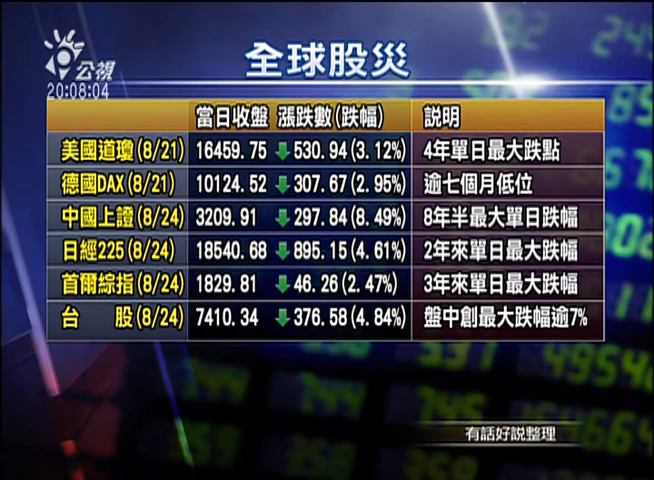 全球股災
公視
20:08:04
當日收盤 漲跌數(跌幅) 説明
美國道瓊(8/21) 16459.75 530.94(3.12%) 4年單日最大跌點
德國DAX(8/21) 10124.52 307.67(2.95%) 逾七個月低位
中國上證(8/24) 3209.91 297.84(8.49%) 8年半最大單日跌幅
日經225(8/24) 18540.68 895.15(4.61%) 2年來單日最大跌幅
首爾綜指(8/24) 1829.81 46.26(2.47%) 3年來單日最大跌幅
台 股(8/24) 7410.34 376.58(4.84%) 盤中創最大跌幅逾7%
有話好説整理